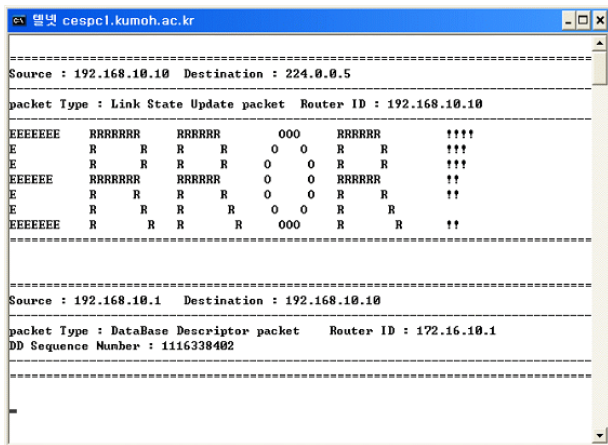 텔넷 cespc1.kumoh.ac.kr
================================================================
Source : 192.168.10.10  Destination : 224.0.0.5
----------------------------------------------------------------
packet Type : Link State Update packet  Router ID : 192.168.10.10
----------------------------------------------------------------
EEEEEEE    RRRRRRR    RRRRRR       OOO     RRRRRR       !!!!
E          R      R   R     R     O   O    R     R      !!!
E          R     R    R     R    O     O   R     R      !!!
EEEEEE     RRRRRRR    RRRRRR     O     O   RRRRRR       !!
E          R     R    R     R    O     O   R     R      !!
E          R      R   R      R    O   O    R      R
EEEEEEE    R       R  R       R    OOO     R       R    !!
================================================================
================================================================
Source : 192.168.10.1   Destination : 192.168.10.10
----------------------------------------------------------------
packet Type : DataBase Descriptor packet    Router ID : 172.16.10.1
DD Sequence Number : 1116338402
----------------------------------------------------------------
================================================================